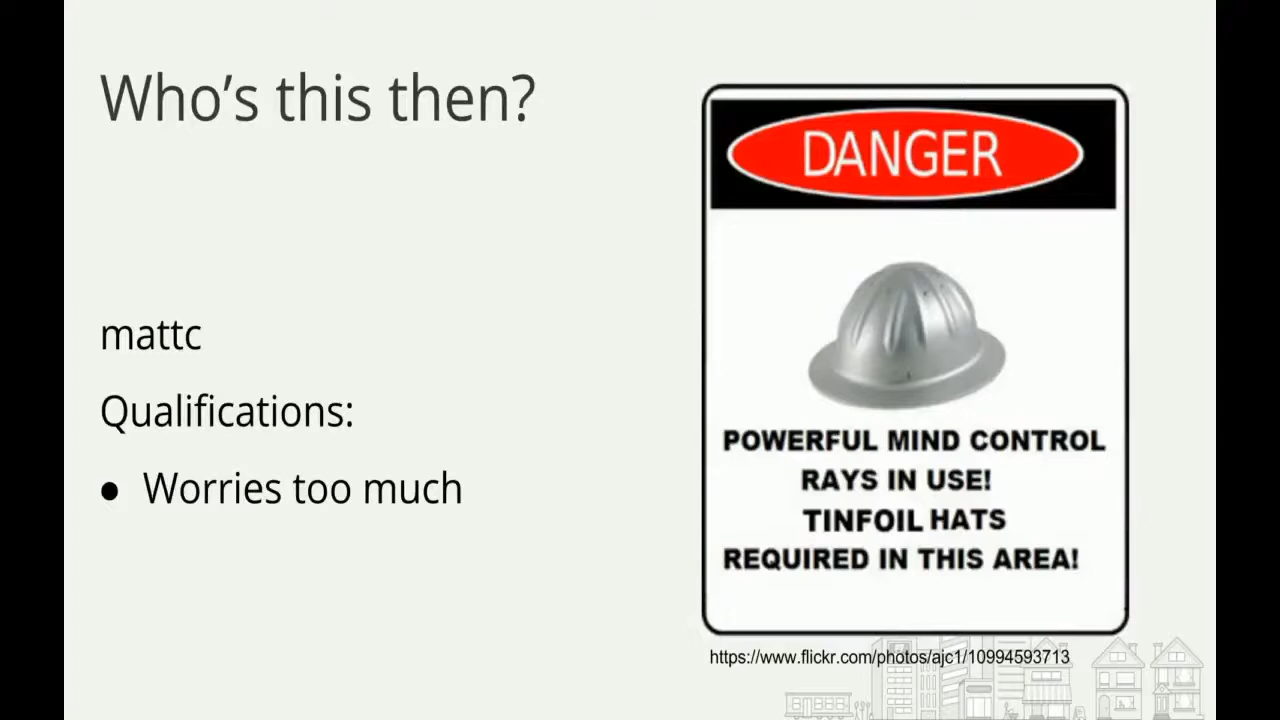 Who's this then?
mattc
Qualifications:
● Worries too much
DANGER
POWERFUL MIND CONTROL
RAYS IN USE!
TINFOIL HATS
REQUIRED IN THIS AREA!
https://www.flickr.com/photos/ajc1/10994593713